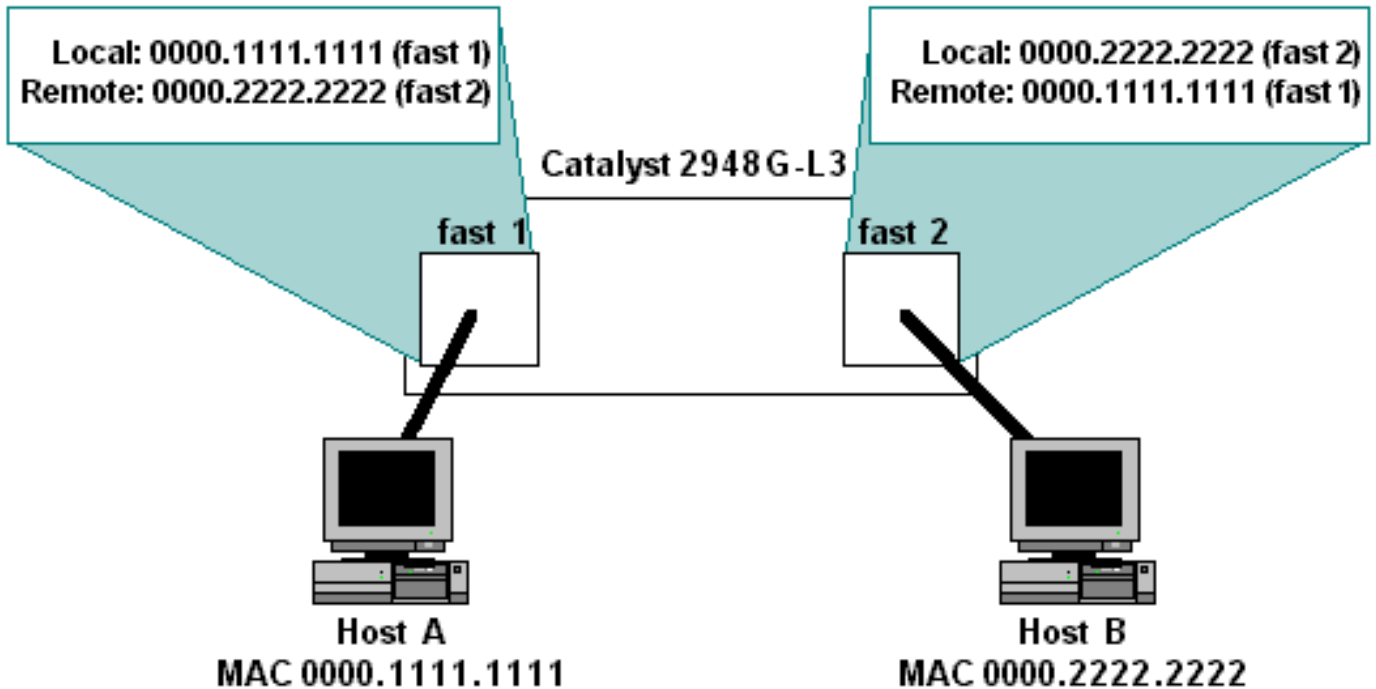 Local: 0000.1111.1111 (fast 1)
Remote: 0000.2222.2222 (fast 2)
Local: 0000.2222.2222 (fast 2)
Remote: 0000.1111.1111 (fast 1)
Catalyst 2948G-L3
fast 1
fast 2
Host A
MAC 0000.1111.1111
Host B
MAC 0000.2222.2222